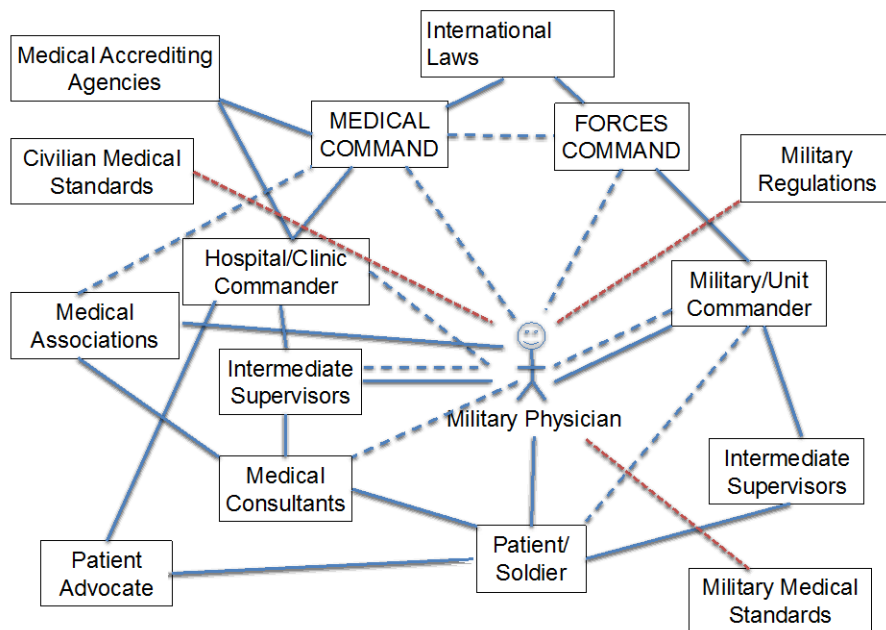 International
Laws
Medical Accrediting
Agencies
MEDICAL
COMMAND
FORCES
COMMAND
Civilian Medical
Standards
Military
Regulations
Hospital/Clinic
Commander
Military/Unit
Commander
Medical
Associations
Intermediate
Supervisors
Military Physician
Medical
Consultants
Intermediate
Supervisors
Patient
Advocate
Patient/
Soldier
Military Medical
Standards